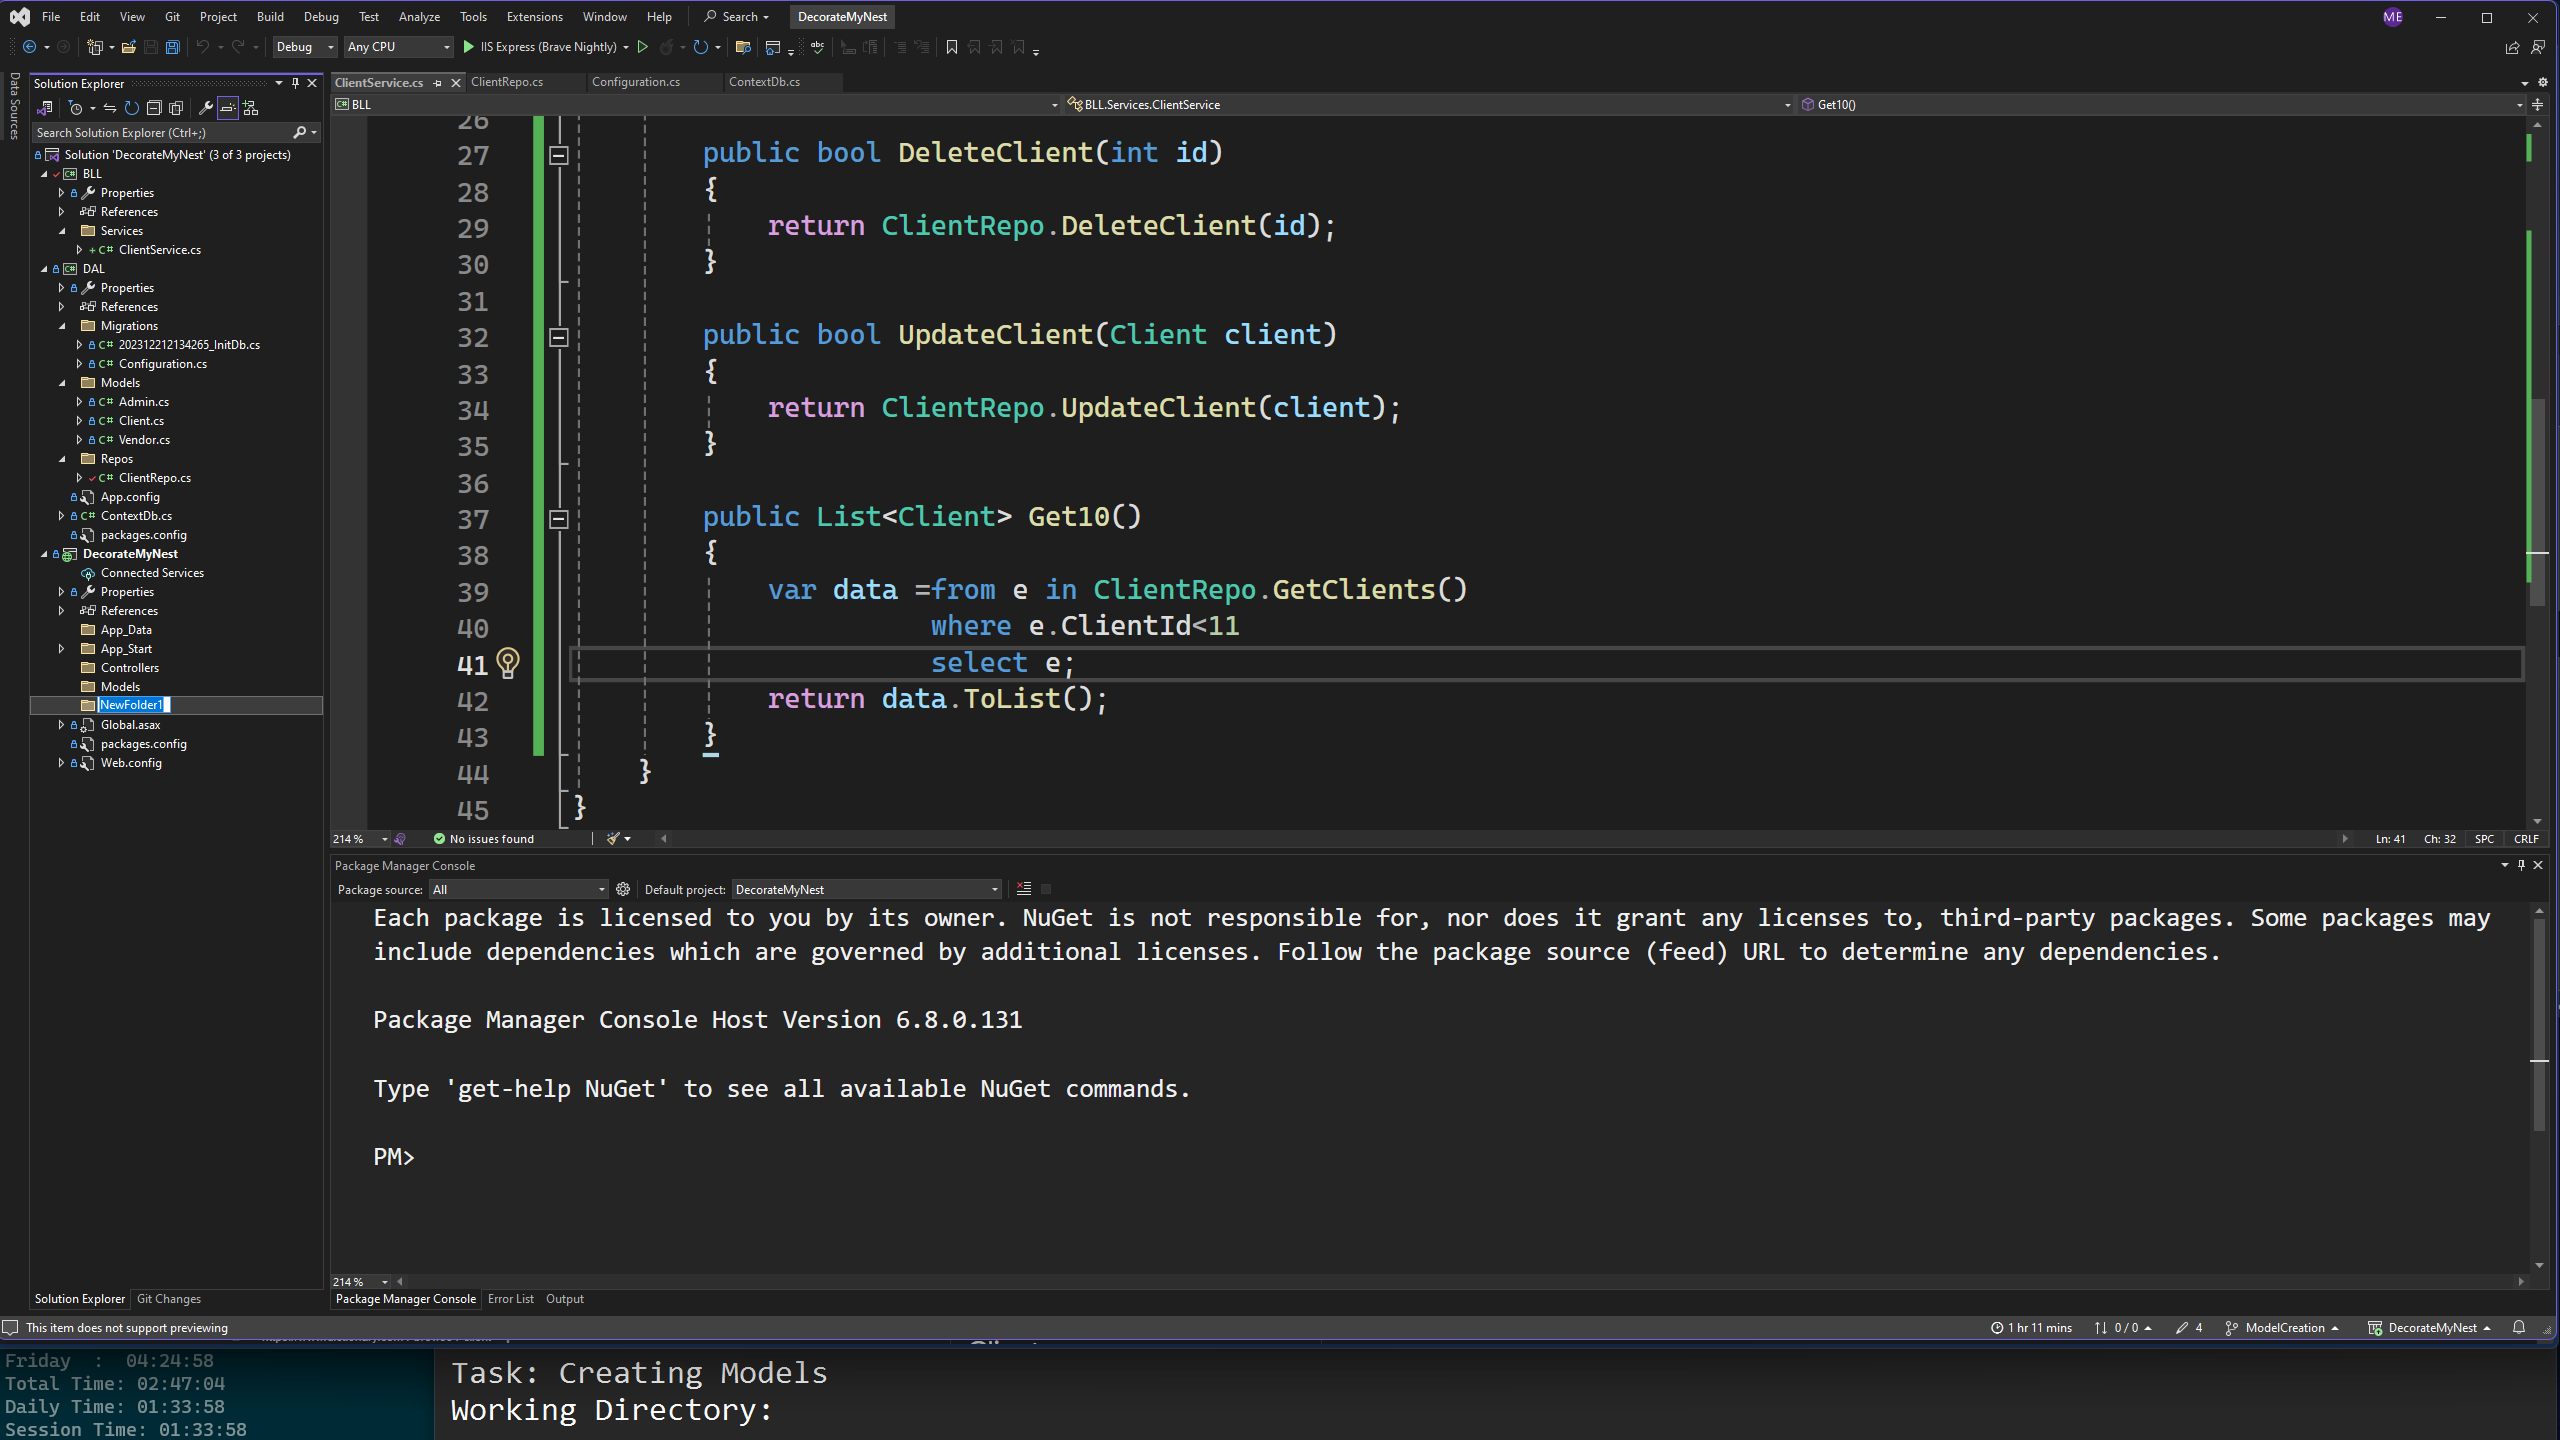 File Edit View Git Project Build Debug Test Analyze Tools Extensions Window Help Search DecorateMyNest ME
Debug Any CPU IIS Express (Brave Nightly)
Data Sources
Solution Explorer
Search Solution Explorer (Ctrl+;)
Solution 'DecorateMyNest' (3 of 3 projects)
BLL
Properties
References
Services
C# ClientService.cs
DAL
Properties
References
Migrations
C# 202312212134265_InitDb.cs
C# Configuration.cs
Models
C# Admin.cs
C# Client.cs
C# Vendor.cs
Repos
C# ClientRepo.cs
App.config
C# ContextDb.cs
packages.config
DecorateMyNest
Connected Services
Properties
References
App_Data
App_Start
Controllers
Models
NewFolder1
Global.asax
packages.config
Web.config
Solution Explorer Git Changes
ClientService.cs ClientRepo.cs Configuration.cs ContextDb.cs
BLL BLL.Services.ClientService Get10()
26
27 public bool DeleteClient(int id)
28 {
29 return ClientRepo.DeleteClient(id);
30 }
31
32 public bool UpdateClient(Client client)
33 {
34 return ClientRepo.UpdateClient(client);
35 }
36
37 public List<Client> Get10()
38 {
39 var data =from e in ClientRepo.GetClients()
40 where e.ClientId<11
41 select e;
42 return data.ToList();
43 }
44 }
45 }
214 % No issues found Ln: 41 Ch: 32 SPC CRLF
Package Manager Console
Package source: All Default project: DecorateMyNest
Each package is licensed to you by its owner. NuGet is not responsible for, nor does it grant any licenses to, third-party packages. Some packages may
include dependencies which are governed by additional licenses. Follow the package source (feed) URL to determine any dependencies.
Package Manager Console Host Version 6.8.0.131
Type 'get-help NuGet' to see all available NuGet commands.
PM>
214 %
Package Manager Console Error List Output
This item does not support previewing 1 hr 11 mins 0 / 0 4 ModelCreation DecorateMyNest
Friday : 04:24:58
Total Time: 02:47:04
Daily Time: 01:33:58
Session Time: 01:33:58
Task: Creating Models
Working Directory: